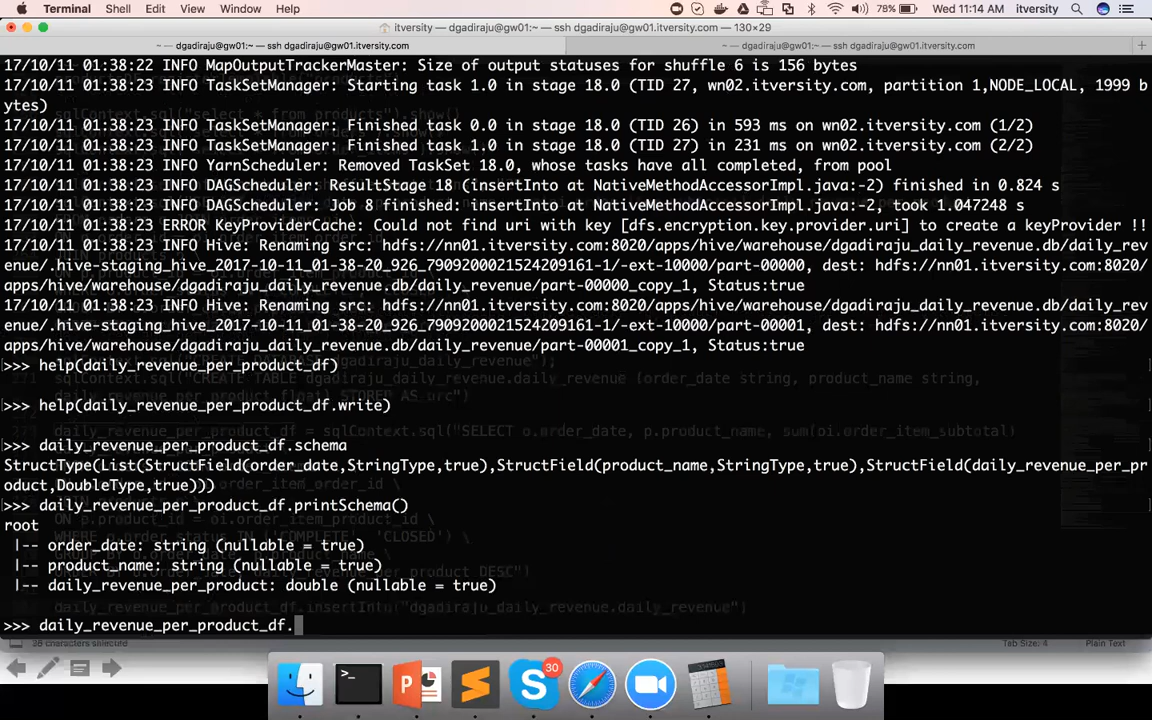 Terminal Shell Edit View Window Help 78% Wed 11:14 AM itversity
itversity — dgadiraju@gw01:~ — ssh dgadiraju@gw01.itversity.com — 130×29
~ — dgadiraju@gw01:~ — ssh dgadiraju@gw01.itversity.com
~ — dgadiraju@gw01:~ — ssh dgadiraju@gw01.itversity.com +
17/10/11 01:38:22 INFO MapOutputTrackerMaster: Size of output statuses for shuffle 6 is 156 bytes
17/10/11 01:38:23 INFO TaskSetManager: Starting task 1.0 in stage 18.0 (TID 27, wn02.itversity.com, partition 1,NODE_LOCAL, 1999 b
ytes)
17/10/11 01:38:23 INFO TaskSetManager: Finished task 0.0 in stage 18.0 (TID 26) in 593 ms on wn02.itversity.com (1/2)
17/10/11 01:38:23 INFO TaskSetManager: Finished task 1.0 in stage 18.0 (TID 27) in 231 ms on wn02.itversity.com (2/2)
17/10/11 01:38:23 INFO YarnScheduler: Removed TaskSet 18.0, whose tasks have all completed, from pool
17/10/11 01:38:23 INFO DAGScheduler: ResultStage 18 (insertInto at NativeMethodAccessorImpl.java:-2) finished in 0.824 s
17/10/11 01:38:23 INFO DAGScheduler: Job 8 finished: insertInto at NativeMethodAccessorImpl.java:-2, took 1.047248 s
17/10/11 01:38:23 ERROR KeyProviderCache: Could not find uri with key [dfs.encryption.key.provider.uri] to create a keyProvider !!
17/10/11 01:38:23 INFO Hive: Renaming src: hdfs://nn01.itversity.com:8020/apps/hive/warehouse/dgadiraju_daily_revenue.db/daily_rev
enue/.hive-staging_hive_2017-10-11_01-38-20_926_7909200021524209161-1/-ext-10000/part-00000, dest: hdfs://nn01.itversity.com:8020/
apps/hive/warehouse/dgadiraju_daily_revenue.db/daily_revenue/part-00000_copy_1, Status:true
17/10/11 01:38:23 INFO Hive: Renaming src: hdfs://nn01.itversity.com:8020/apps/hive/warehouse/dgadiraju_daily_revenue.db/daily_rev
enue/.hive-staging_hive_2017-10-11_01-38-20_926_7909200021524209161-1/-ext-10000/part-00001, dest: hdfs://nn01.itversity.com:8020/
apps/hive/warehouse/dgadiraju_daily_revenue.db/daily_revenue/part-00001_copy_1, Status:true
>>> help(daily_revenue_per_product_df)
>>> help(daily_revenue_per_product_df.write)
>>> daily_revenue_per_product_df.schema
StructType(List(StructField(order_date,StringType,true),StructField(product_name,StringType,true),StructField(daily_revenue_per_pr
oduct,DoubleType,true)))
>>> daily_revenue_per_product_df.printSchema()
root
|-- order_date: string (nullable = true)
|-- product_name: string (nullable = true)
|-- daily_revenue_per_product: double (nullable = true)
>>> daily_revenue_per_product_df.
Tab Size: 4 Plain Text
30